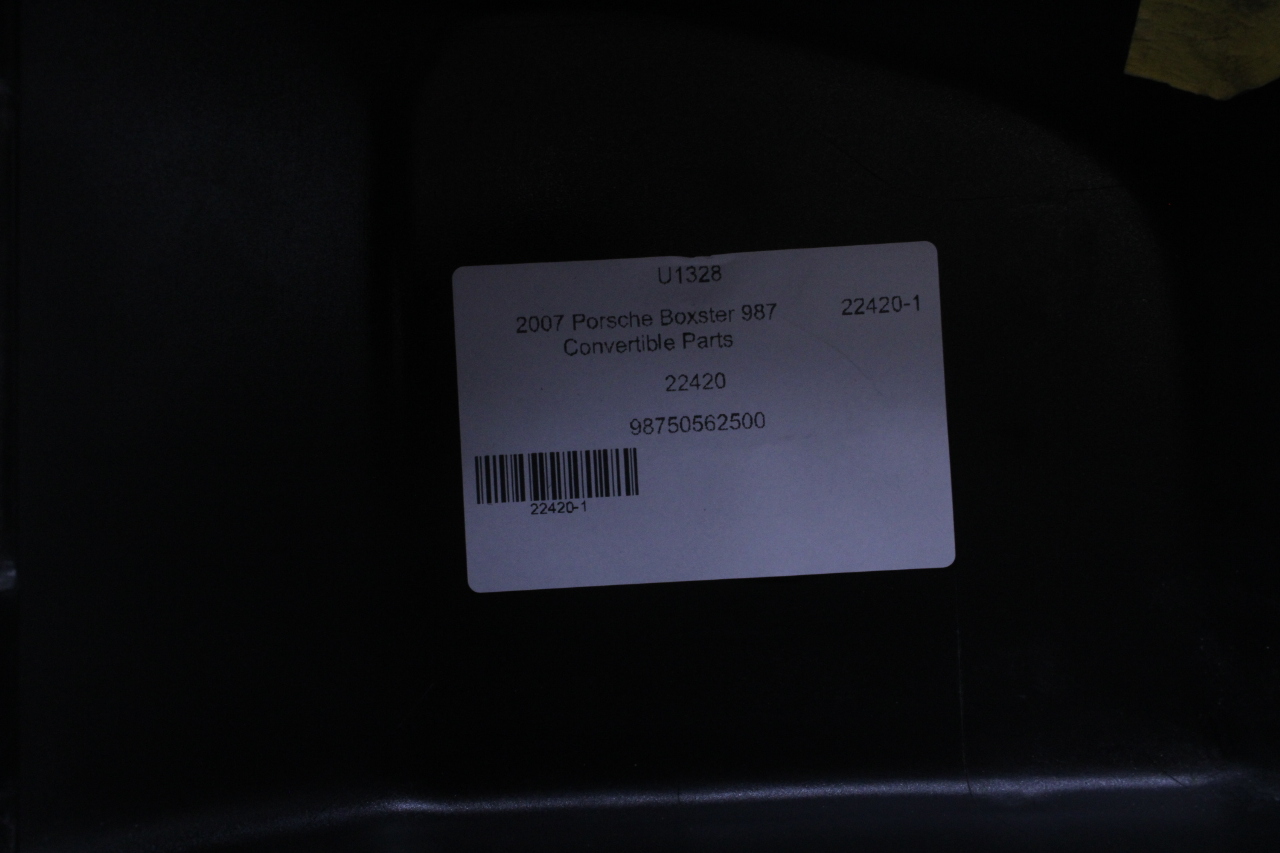 U1328
2007 Porsche Boxster 987
Convertible Parts
22420-1
22420
98750562500
22420-1